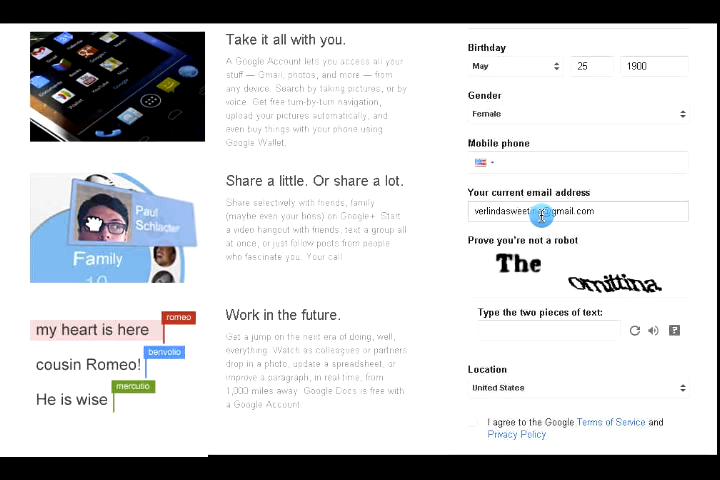 Take it all with you.
A Google Account lets you access all your
stuff — Gmail, photos, and more — from
any device. Search by taking pictures, or by
voice. Get free turn-by-turn navigation,
upload your pictures automatically, and
even buy things with your phone using
Google Wallet.
Paul
Schlacter
Family
10
Share a little. Or share a lot.
Share selectively with friends, family
(maybe even your boss) on Google+. Start
a video hangout with friends, text a group all
at once, or just follow posts from people
who fascinate you. Your call.
romeo
my heart is here
benvolio
cousin Romeo!
mercutio
He is wise
Work in the future.
Get a jump on the next era of doing, well,
everything. Watch as colleagues or partners
drop in a photo, update a spreadsheet, or
improve a paragraph, in real-time, from
1,000 miles away. Google Docs is free with
a Google Account.
Birthday
May
25
1900
Gender
Female
Mobile phone
Your current email address
@gmail.com
Prove you're not a robot
The
Type the two pieces of text:
?
Location
United States
I agree to the Google Terms of Service and
Privacy Policy